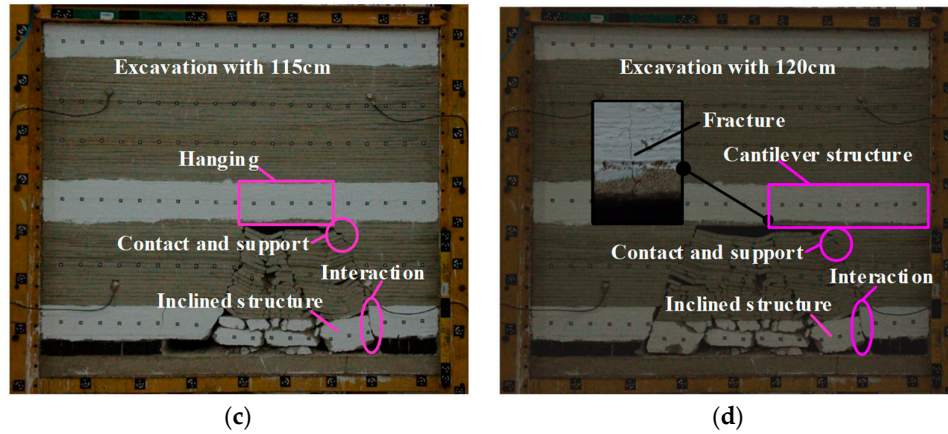 Excavation with 115cm
Hanging
Contact and support
Interaction
Inclined structure
(c)
Excavation with 120cm
Fracture
Cantilever structure
Contact and support
Interaction
Inclined structure
(d)